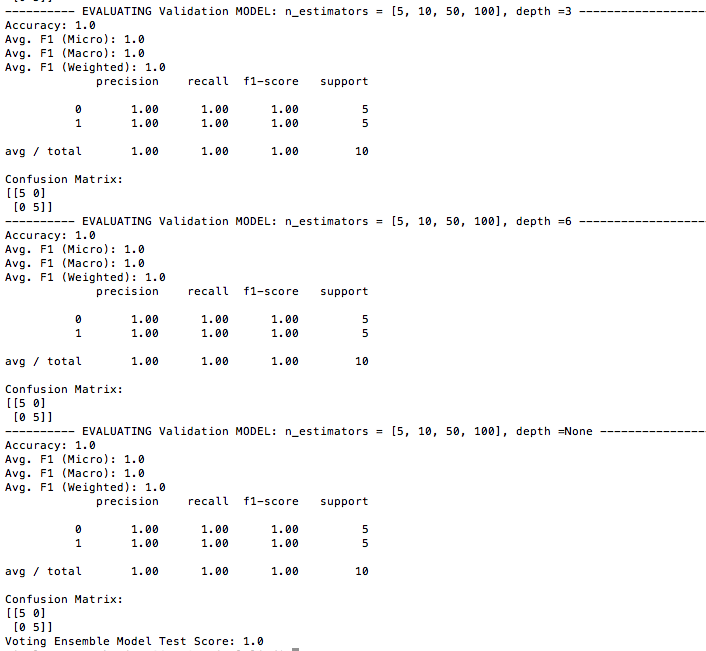 ---------- EVALUATING Validation MODEL: n_estimators = [5, 10, 50, 100], depth =3 ------------------
Accuracy: 1.0
Avg. F1 (Micro): 1.0
Avg. F1 (Macro): 1.0
Avg. F1 (Weighted): 1.0
             precision    recall  f1-score   support

          0       1.00      1.00      1.00         5
          1       1.00      1.00      1.00         5

avg / total       1.00      1.00      1.00        10

Confusion Matrix:
[[5 0]
 [0 5]]
---------- EVALUATING Validation MODEL: n_estimators = [5, 10, 50, 100], depth =6 ------------------
Accuracy: 1.0
Avg. F1 (Micro): 1.0
Avg. F1 (Macro): 1.0
Avg. F1 (Weighted): 1.0
             precision    recall  f1-score   support

          0       1.00      1.00      1.00         5
          1       1.00      1.00      1.00         5

avg / total       1.00      1.00      1.00        10

Confusion Matrix:
[[5 0]
 [0 5]]
---------- EVALUATING Validation MODEL: n_estimators = [5, 10, 50, 100], depth =None ---------------
Accuracy: 1.0
Avg. F1 (Micro): 1.0
Avg. F1 (Macro): 1.0
Avg. F1 (Weighted): 1.0
             precision    recall  f1-score   support

          0       1.00      1.00      1.00         5
          1       1.00      1.00      1.00         5

avg / total       1.00      1.00      1.00        10

Confusion Matrix:
[[5 0]
 [0 5]]
Voting Ensemble Model Test Score: 1.0